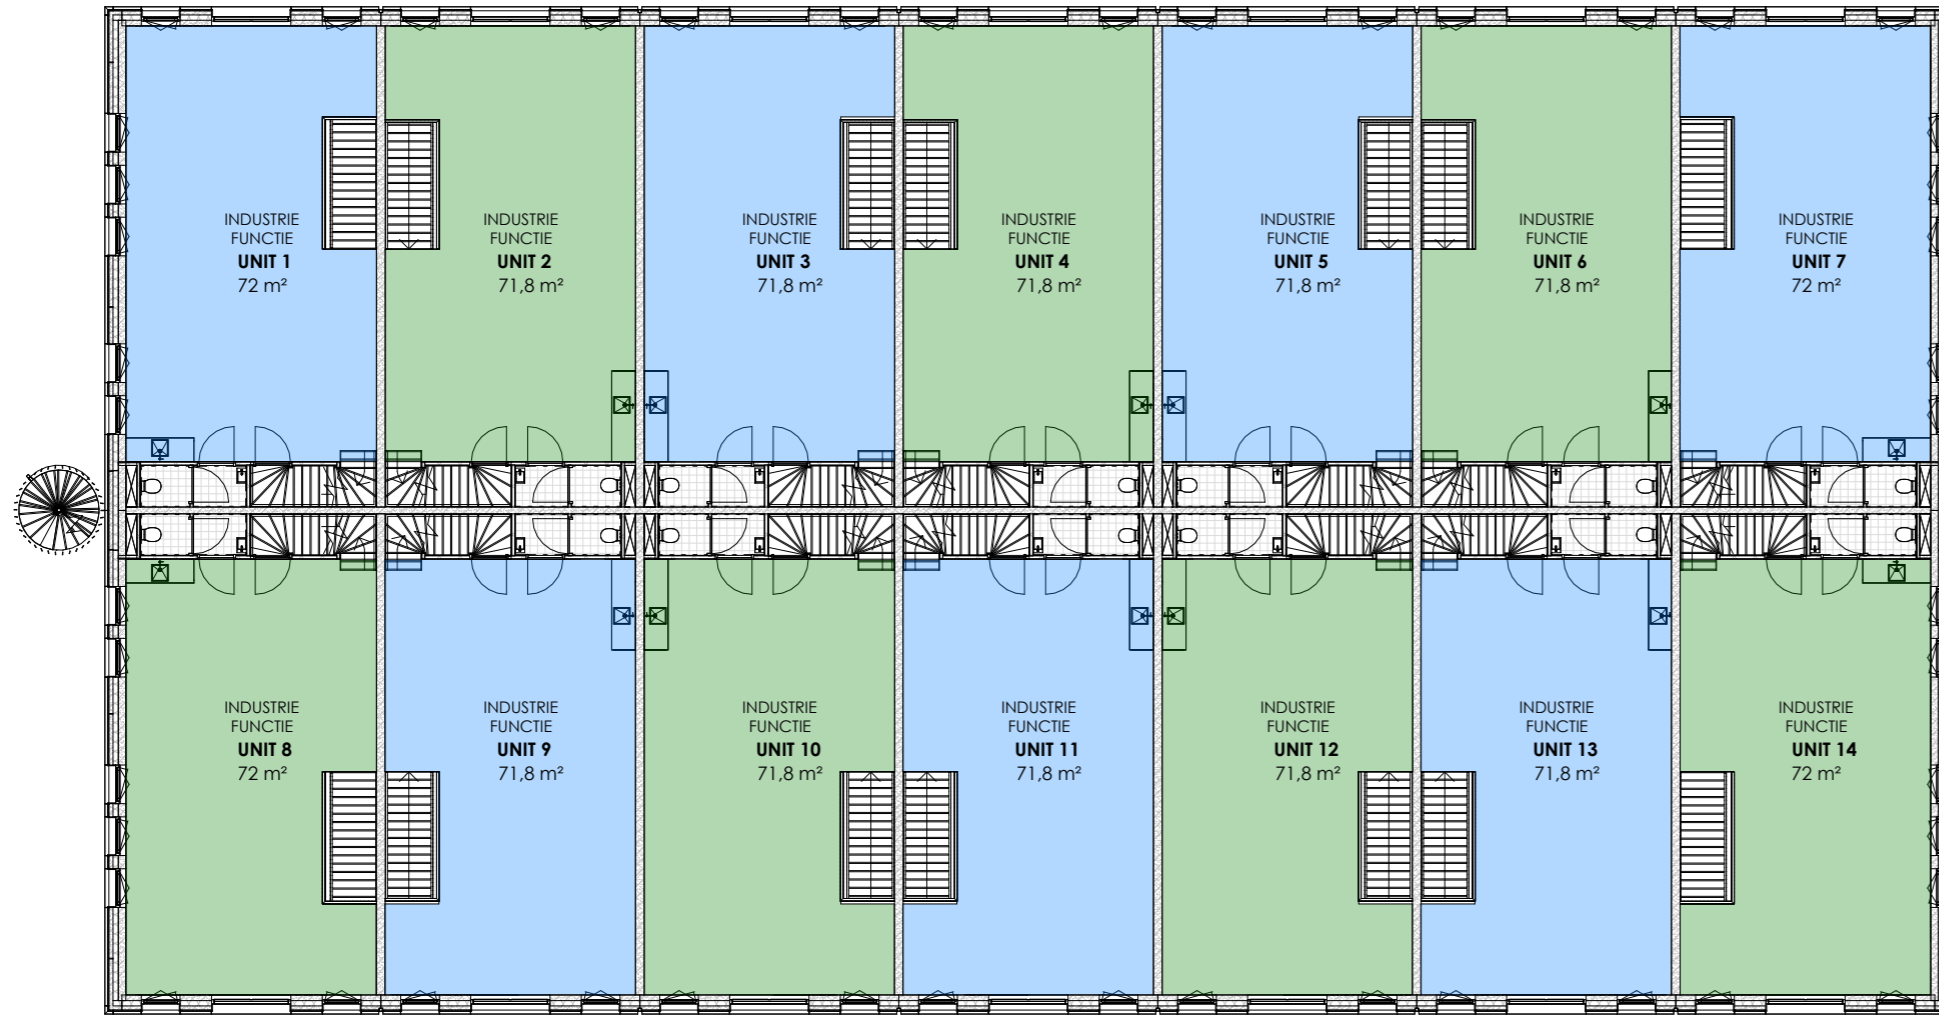 INDUSTRIE
FUNCTIE
UNIT 1
72 m²
INDUSTRIE
FUNCTIE
UNIT 2
71,8 m²
INDUSTRIE
FUNCTIE
UNIT 3
71,8 m²
INDUSTRIE
FUNCTIE
UNIT 4
71,8 m²
INDUSTRIE
FUNCTIE
UNIT 5
71,8 m²
INDUSTRIE
FUNCTIE
UNIT 6
71,8 m²
INDUSTRIE
FUNCTIE
UNIT 7
72 m²
INDUSTRIE
FUNCTIE
UNIT 8
72 m²
INDUSTRIE
FUNCTIE
UNIT 9
71,8 m²
INDUSTRIE
FUNCTIE
UNIT 10
71,8 m²
INDUSTRIE
FUNCTIE
UNIT 11
71,8 m²
INDUSTRIE
FUNCTIE
UNIT 12
71,8 m²
INDUSTRIE
FUNCTIE
UNIT 13
71,8 m²
INDUSTRIE
FUNCTIE
UNIT 14
72 m²